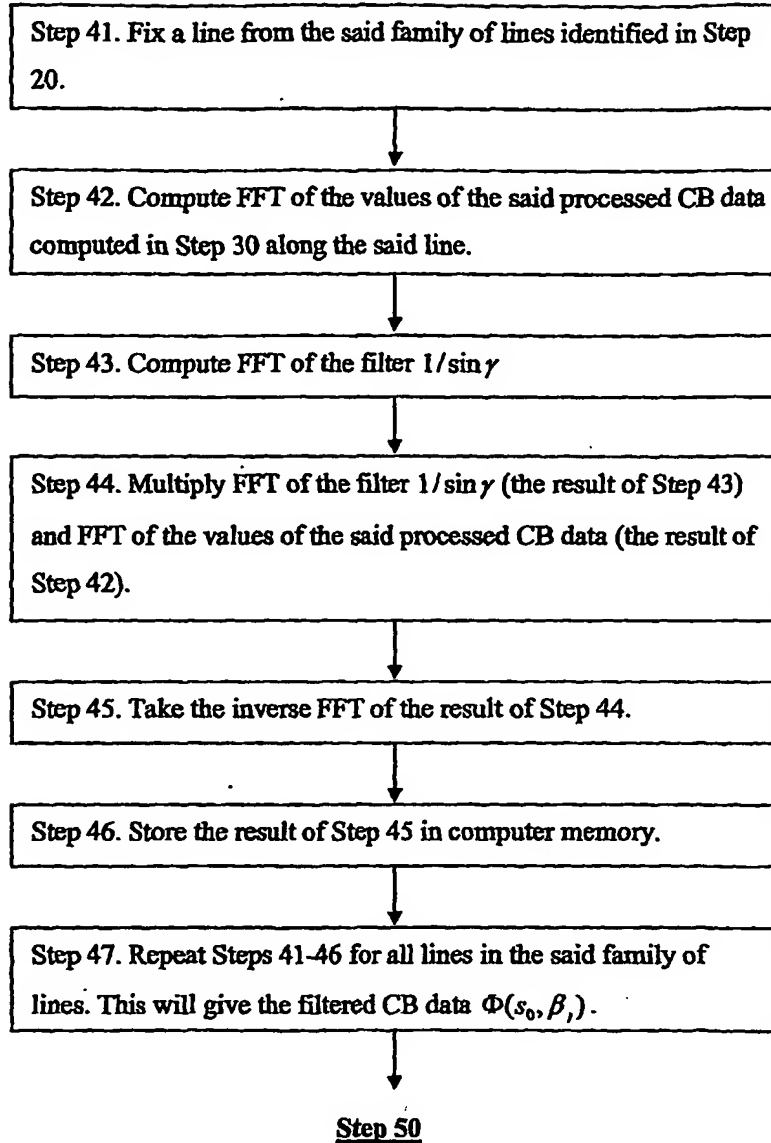 Step 41. Fix a line from the said family of lines identified in Step
20.
Step 42. Compute FFT of the values of the said processed CB data
computed in Step 30 along the said line.
Step 43. Compute FFT of the filter 1/sin γ
Step 44. Multiply FFT of the filter 1/sin γ (the result of Step 43)
and FFT of the values of the said processed CB data (the result of
Step 42).
Step 45. Take the inverse FFT of the result of Step 44.
Step 46. Store the result of Step 45 in computer memory.
Step 47. Repeat Steps 41-46 for all lines in the said family of
lines. This will give the filtered CB data Φ(s₀, βⱼ).
Step 50